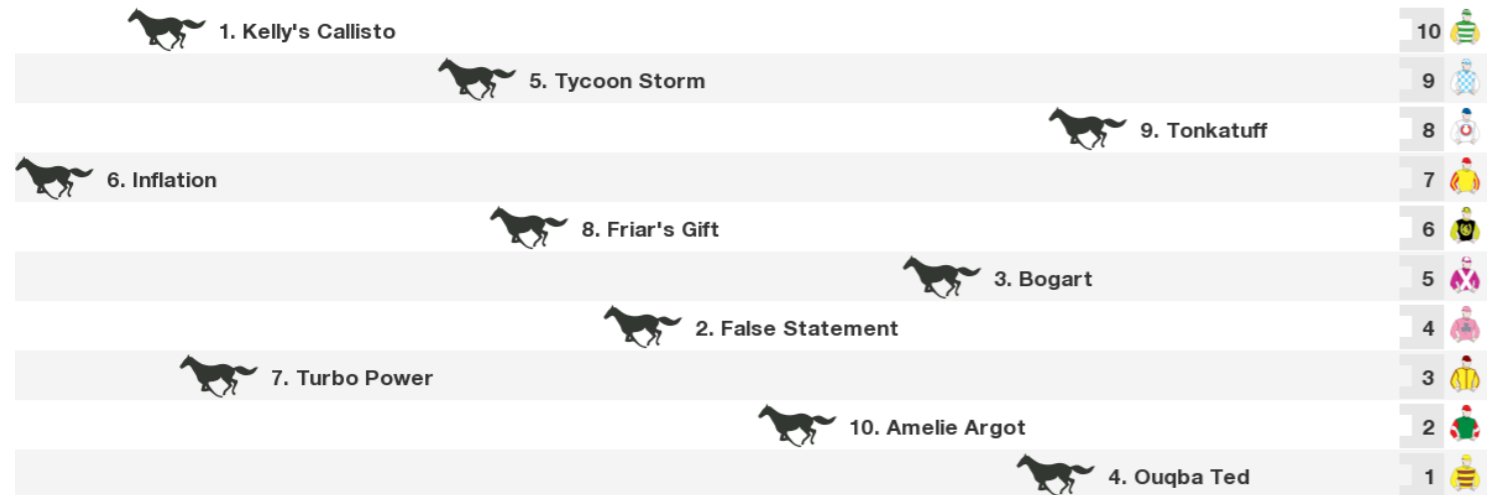 1. Kelly's Callisto 10
5. Tycoon Storm 9
9. Tonkatuff 8
6. Inflation 7
8. Friar's Gift 6
3. Bogart 5
2. False Statement 4
7. Turbo Power 3
10. Amelie Argot 2
4. Ouqba Ted 1